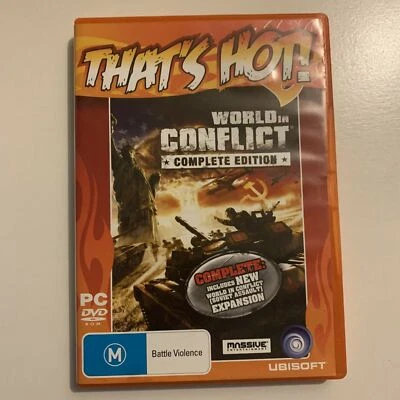 THAT'S HOT!
WORLD IN
CONFLICT
★ COMPLETE EDITION ★
COMPLETE:
INCLUDES NEW
WORLD IN CONFLICT
(SOVIET ASSAULT)
EXPANSION
PC
DVD
ROM
M
Battle Violence
MASSIVE
ENTERTAINMENT
UBISOFT